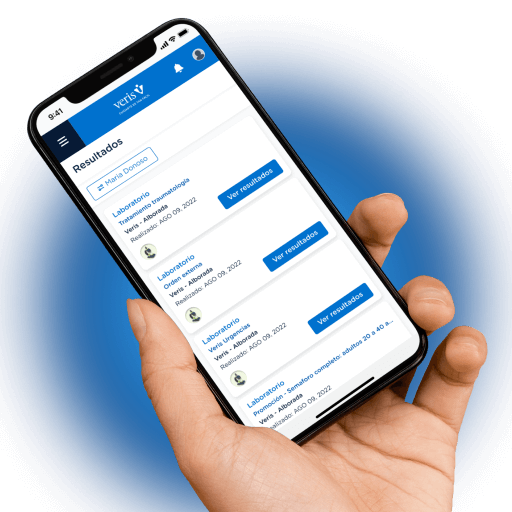 9:41
veris
Resultados
Maria Donoso
Laboratorio
Tratamiento traumatología
Veris - Alborada
Realizado: AGO 09, 2022
Ver resultados
Laboratorio
Orden externa
Veris - Alborada
Realizado: AGO 09, 2022
Ver resultados
Laboratorio
Veris Urgencias
Veris - Alborada
Realizado: AGO 09, 2022
Ver resultados
Laboratorio
Promoción - Semaforo completo: adultos 20 a 40 a...
Veris - Alborada
Realizado: AGO 09, 2022